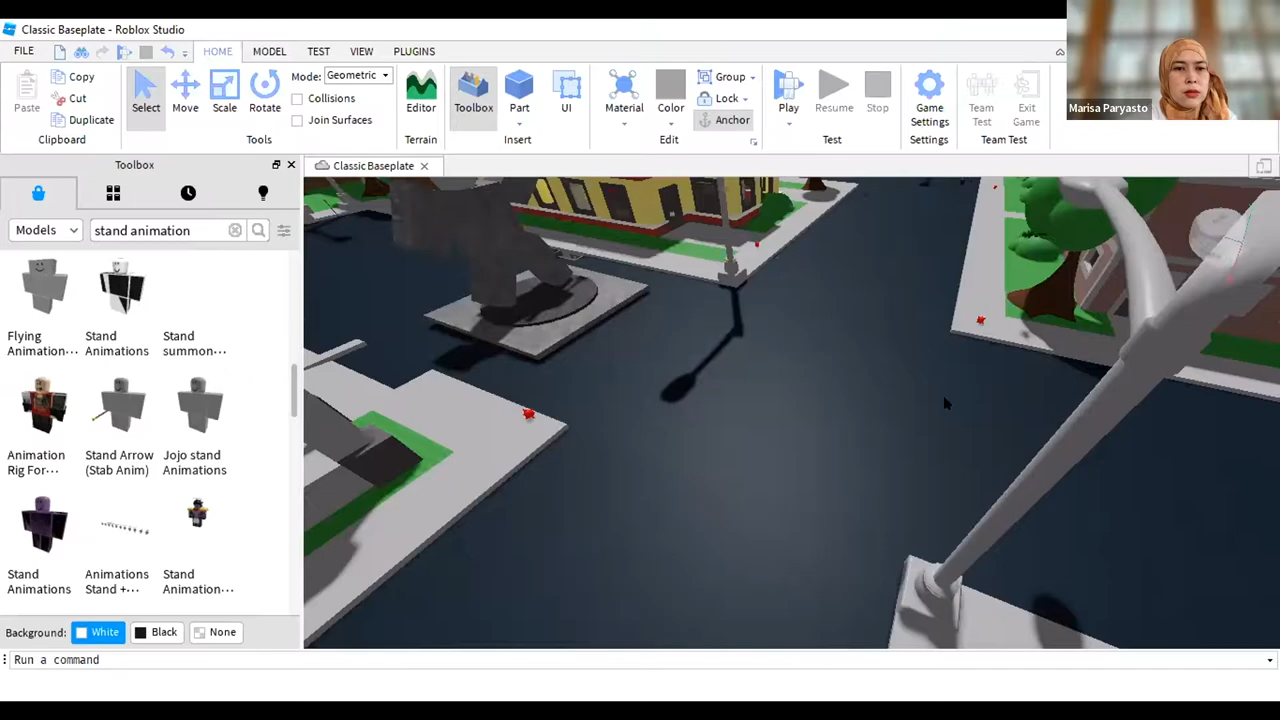 Classic Baseplate - Roblox Studio
FILE
HOME
MODEL
TEST
VIEW
PLUGINS
Paste
Copy
Cut
Duplicate
Clipboard
Select
Move
Scale
Rotate
Mode: Geometric
Collisions
Join Surfaces
Tools
Editor
Terrain
Toolbox
Part
UI
Insert
Material
Color
Group
Lock
Anchor
Edit
Play
Resume
Stop
Test
Game
Settings
Settings
Team
Test
Exit
Game
Team Test
Marisa Paryasto
Toolbox
Classic Baseplate
Models
stand animation
Flying
Animation...
Stand
Animations
Stand
summon...
Animation
Rig For...
Stand Arrow
(Stab Anim)
Jojo stand
Animations
Stand
Animations
Animations
Stand +...
Stand
Animation...
Background: White Black None
Run a command